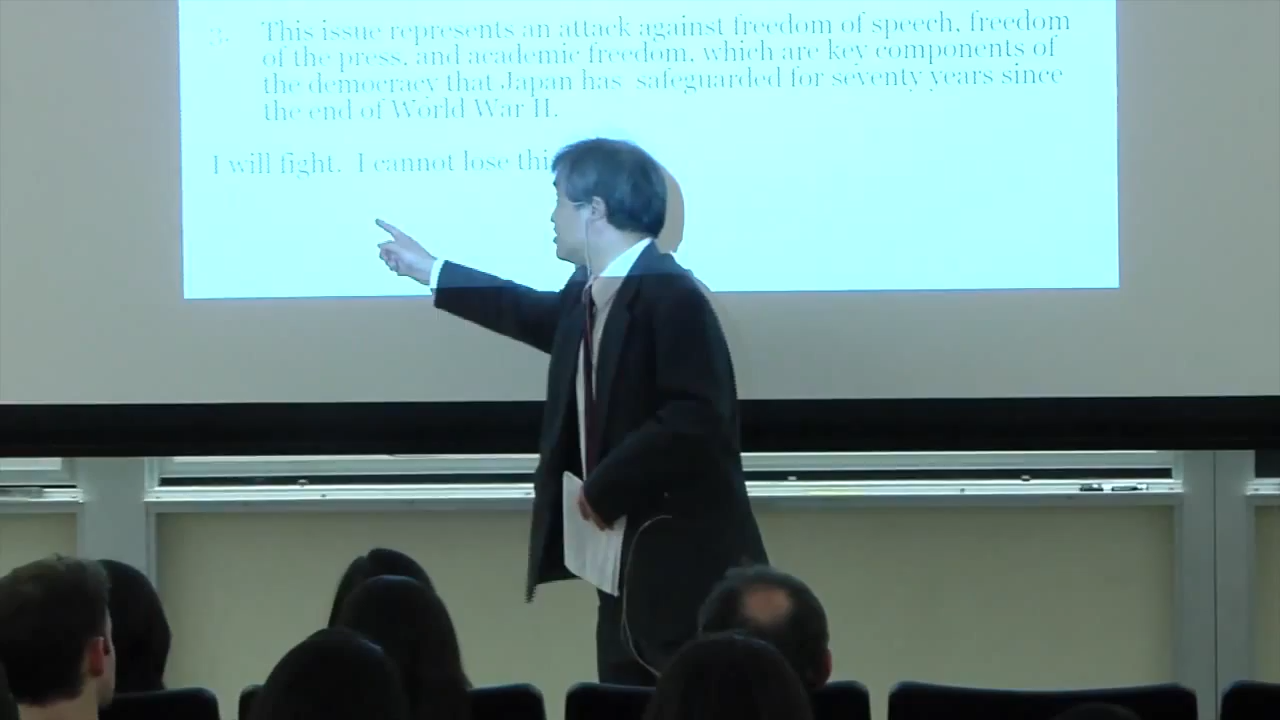 3. This issue represents an attack against freedom of speech, freedom
of the press, and academic freedom, which are key components of
the democracy that Japan has safeguarded for seventy years since
the end of World War II.
I will fight. I cannot lose thi